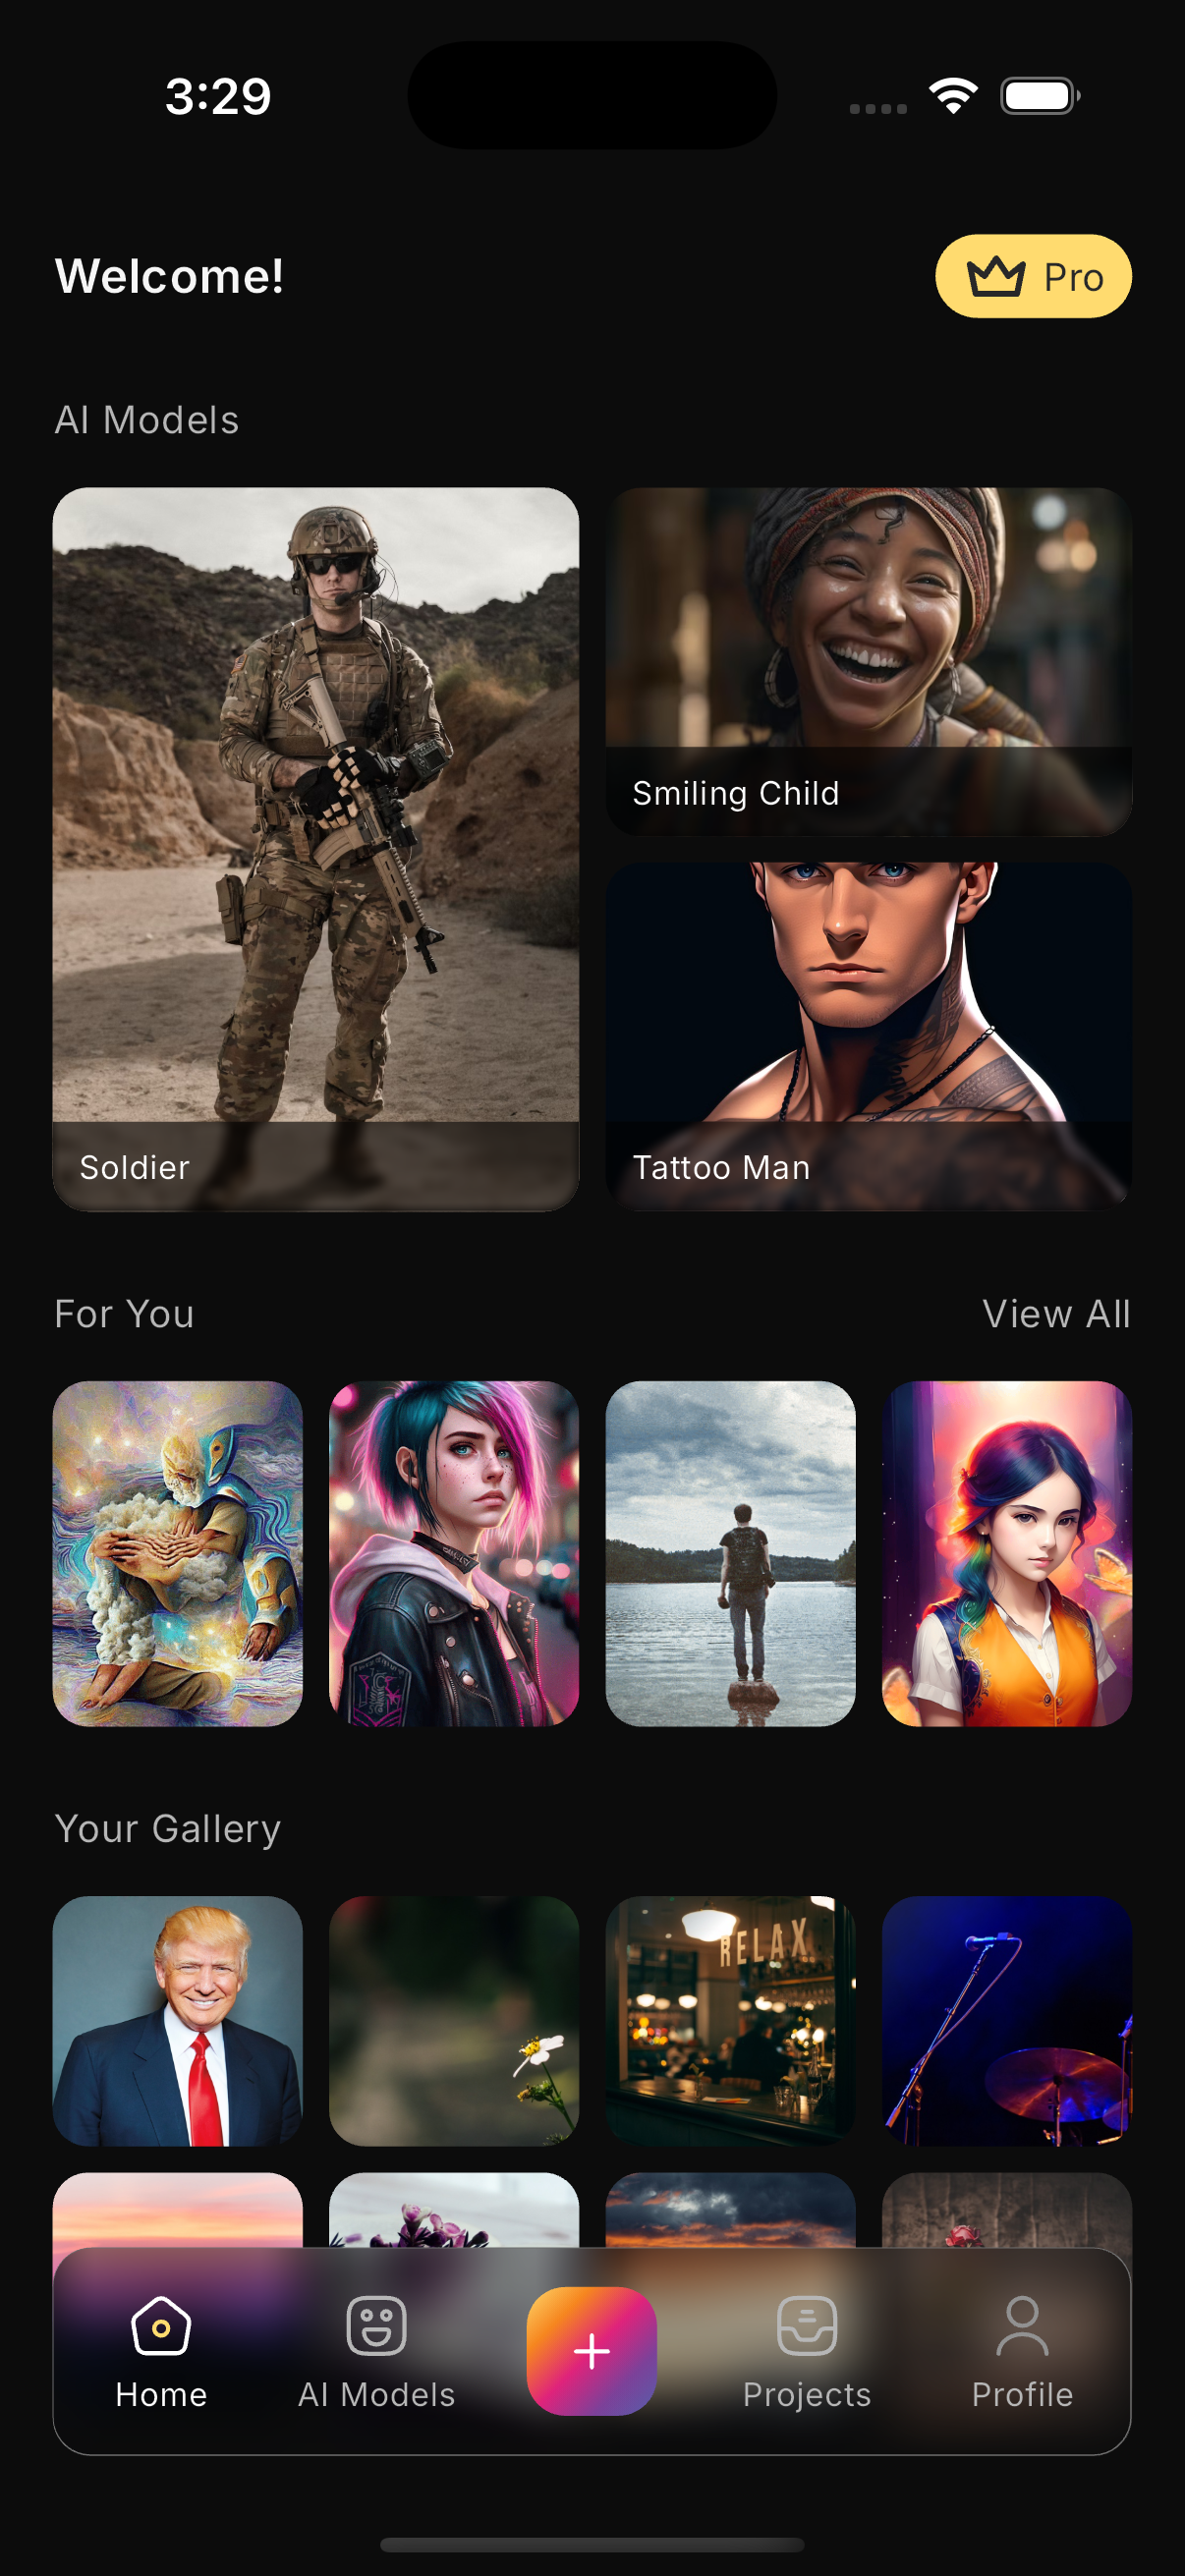 3:29
Welcome!
Pro
AI Models
Smiling Child
Soldier
Tattoo Man
For You
View All
Your Gallery
RELAX
Home
AI Models
Projects
Profile